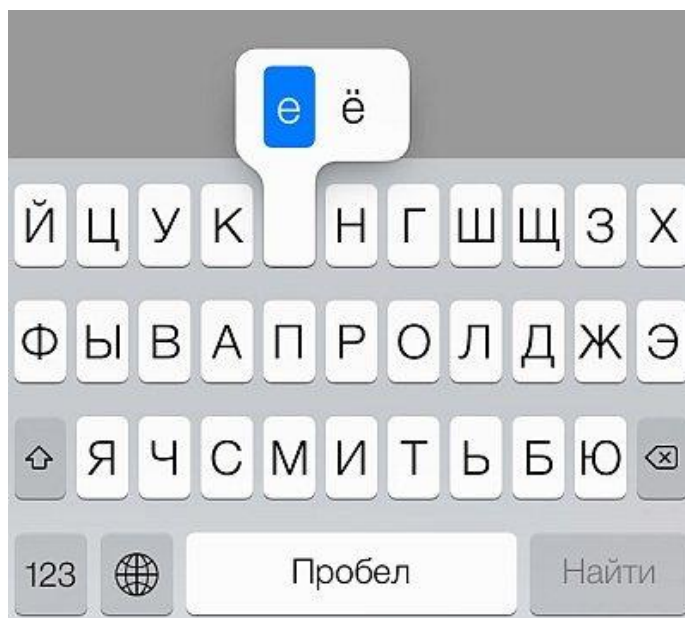 е ё
Й Ц У К Н Г Ш Щ З Х
Ф Ы В А П Р О Л Д Ж Э
Я Ч С М И Т Ь Б Ю
123 Пробел Найти